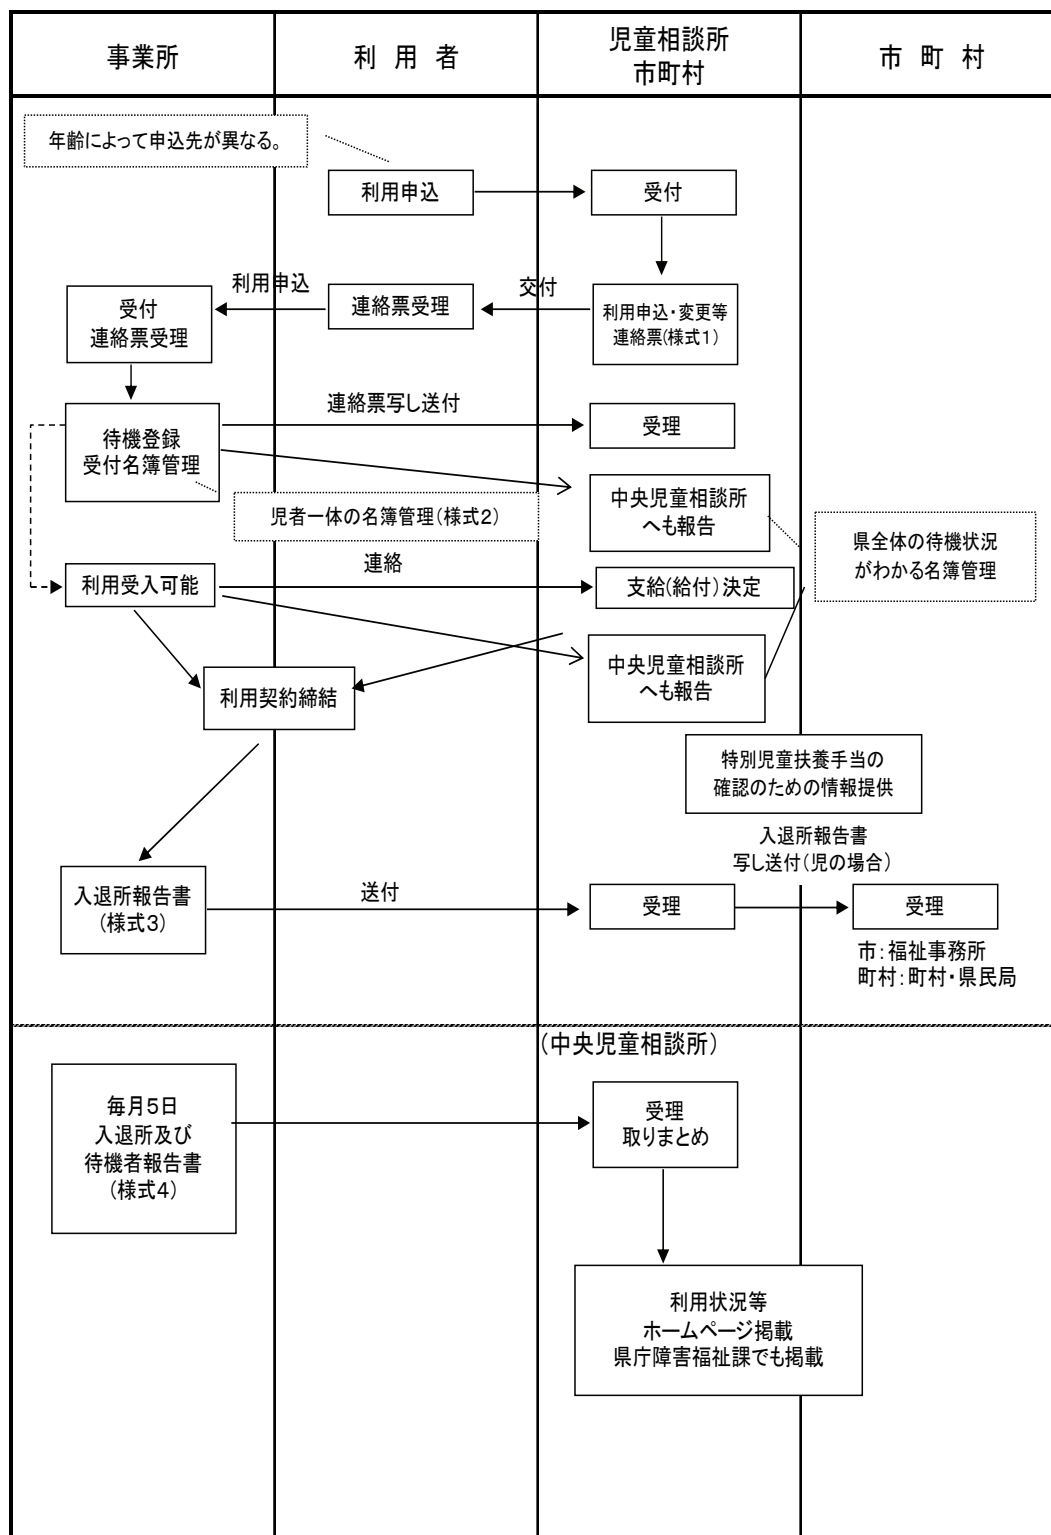 事業所
利 用 者
児童相談所
市町村
市 町 村
年齢によって申込先が異なる。
利用申込
受付
利用申込
交付
受付
連絡票受理
連絡票受理
利用申込・変更等
連絡票(様式1)
連絡票写し送付
待機登録
受付名簿管理
受理
児者一体の名簿管理(様式2)
中央児童相談所
へも報告
県全体の待機状況
がわかる名簿管理
連絡
利用受入可能
支給(給付)決定
中央児童相談所
へも報告
利用契約締結
特別児童扶養手当の
確認のための情報提供
入退所報告書
写し送付(児の場合)
入退所報告書
(様式3)
送付
受理
受理
市:福祉事務所
町村:町村・県民局
(中央児童相談所)
毎月5日
入退所及び
待機者報告書
(様式4)
受理
取りまとめ
利用状況等
ホームページ掲載
県庁障害福祉課でも掲載